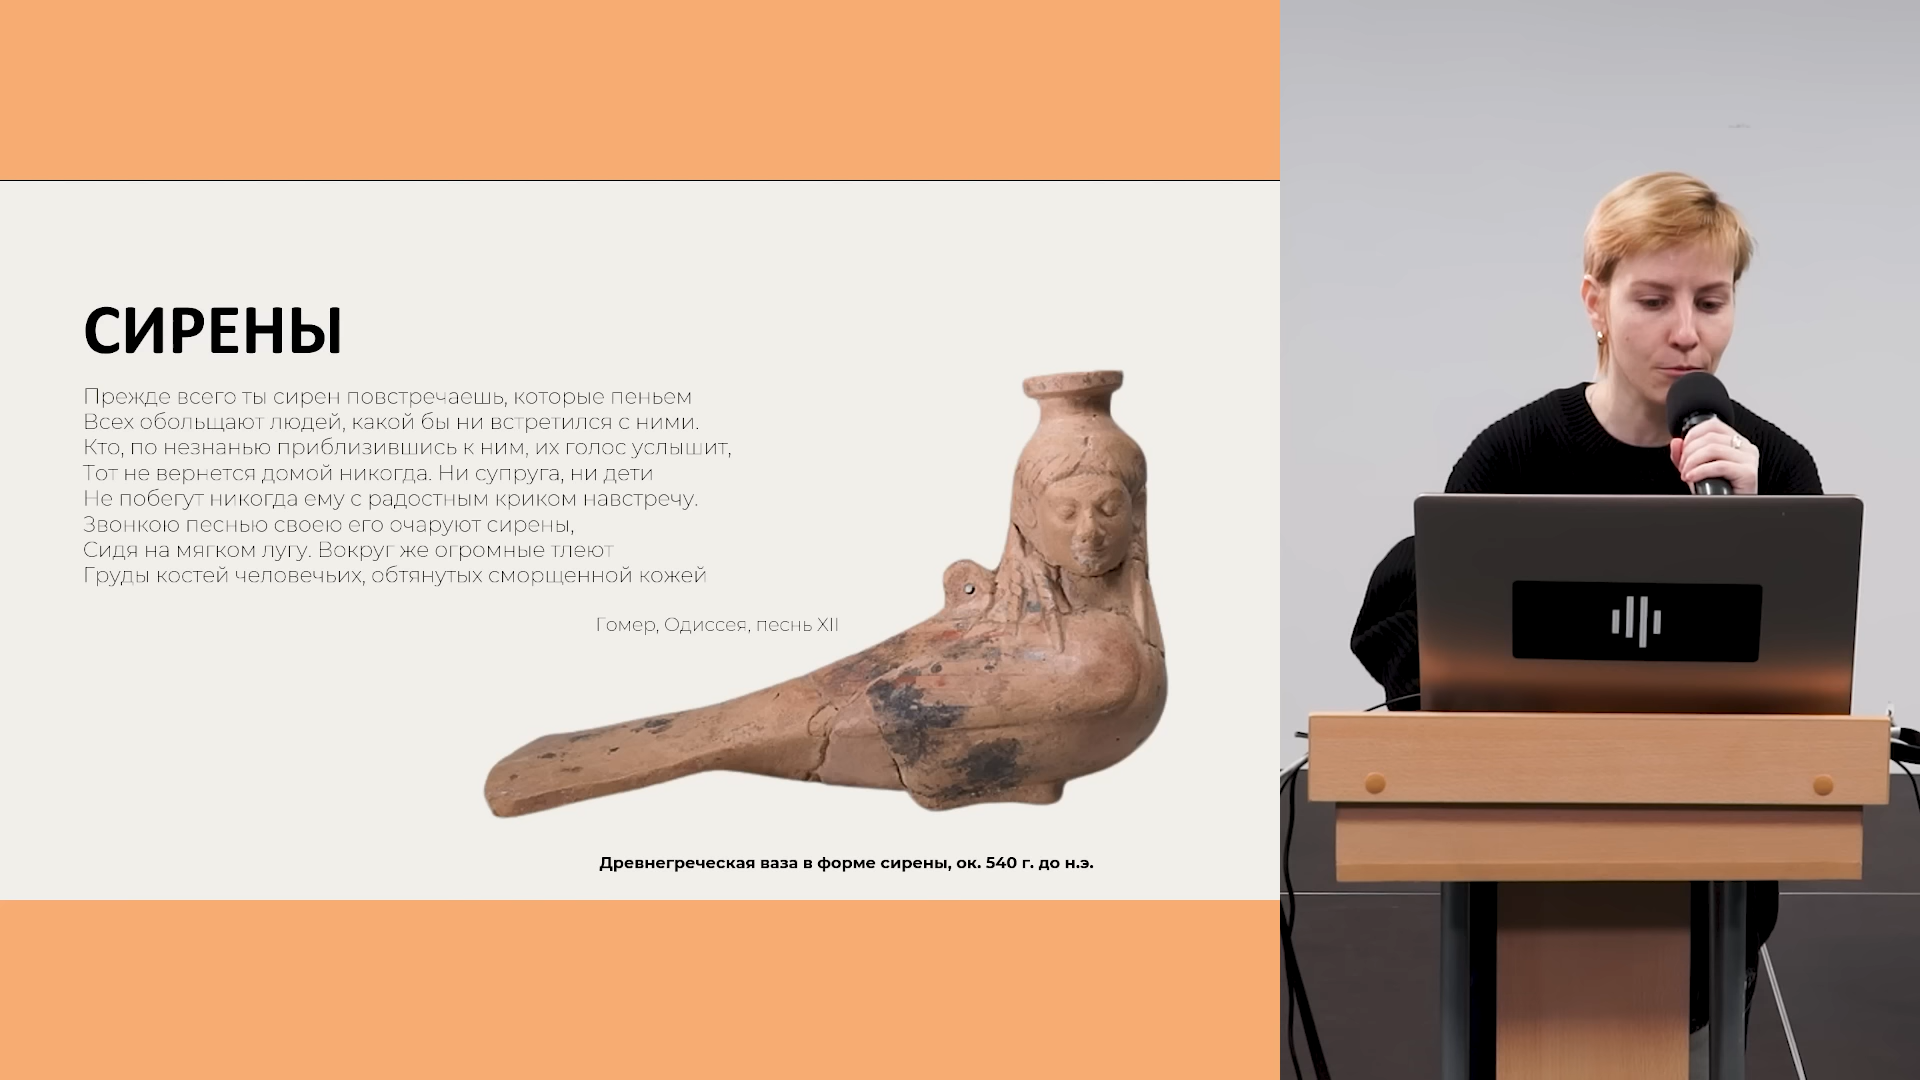 СИРЕНЫ
Прежде всего ты сирен повстречаешь, которые пеньем
Всех обольщают людей, какой бы ни встретился с ними.
Кто, по незнанью приблизившись к ним, их голос услышит,
Тот не вернется домой никогда. Ни супруга, ни дети
Не побегут никогда ему с радостным криком навстречу.
Звонкою песнью своею его очаруют сирены,
Сидя на мягком лугу. Вокруг же огромные тлеют
Груды костей человечьих, обтянутых сморщенной кожей
Гомер, Одиссея, песнь XII
Древнегреческая ваза в форме сирены, ок. 540 г. до н.э.